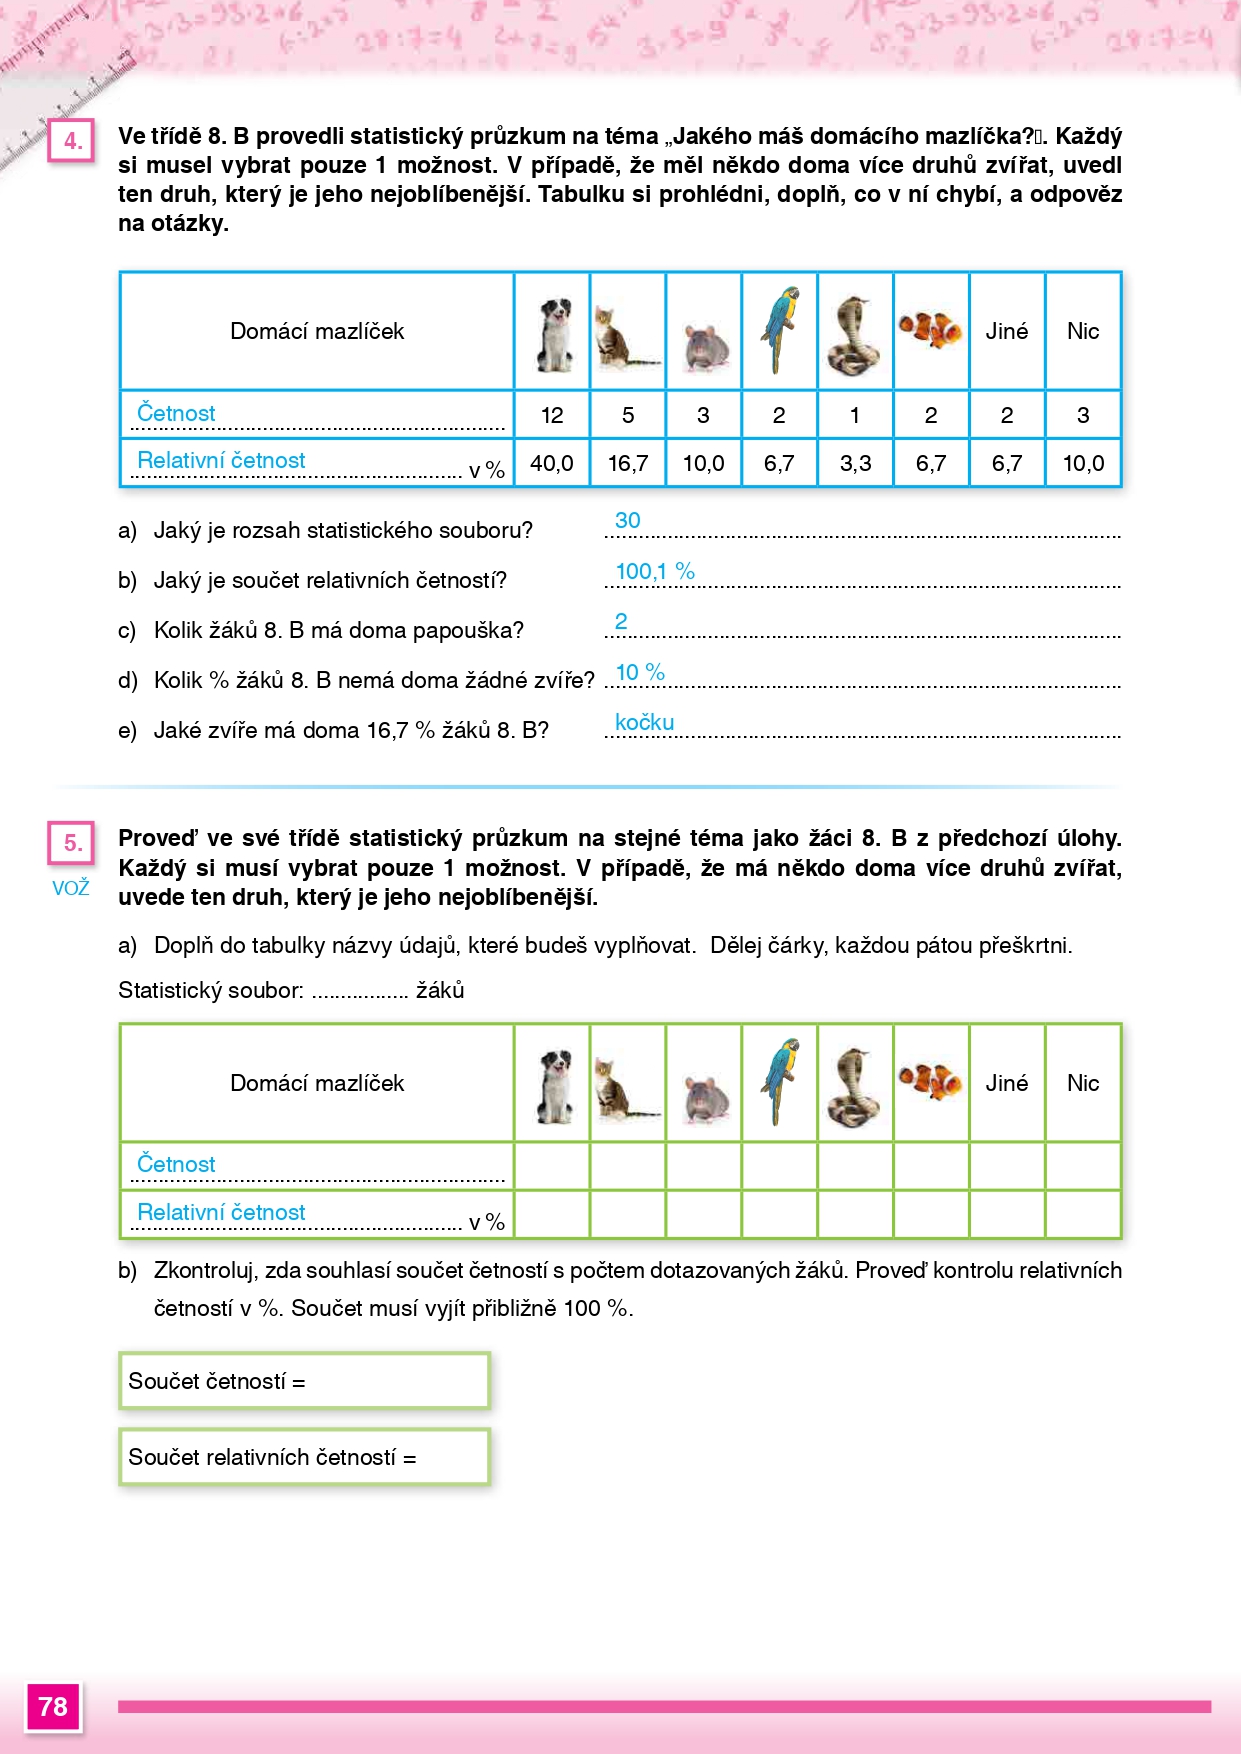 4.
Ve třídě 8. B provedli statistický průzkum na téma „Jakého máš domácího mazlíčka?▯. Každý
si musel vybrat pouze 1 možnost. V případě, že měl někdo doma více druhů zvířat, uvedl
ten druh, který je jeho nejoblíbenější. Tabulku si prohlédni, doplň, co v ní chybí, a odpověz
na otázky.
Domácí mazlíček Jiné Nic
Četnost 12 5 3 2 1 2 2 3
Relativní četnost v % 40,0 16,7 10,0 6,7 3,3 6,7 6,7 10,0
a) Jaký je rozsah statistického souboru? 30
b) Jaký je součet relativních četností? 100,1 %
c) Kolik žáků 8. B má doma papouška? 2
d) Kolik % žáků 8. B nemá doma žádné zvíře? 10 %
e) Jaké zvíře má doma 16,7 % žáků 8. B? kočku
5.
VOŽ
Proveď ve své třídě statistický průzkum na stejné téma jako žáci 8. B z předchozí úlohy.
Každý si musí vybrat pouze 1 možnost. V případě, že má někdo doma více druhů zvířat,
uvede ten druh, který je jeho nejoblíbenější.
a) Doplň do tabulky názvy údajů, které budeš vyplňovat. Dělej čárky, každou pátou přeškrtni.
Statistický soubor: ................. žáků
Domácí mazlíček Jiné Nic
Četnost
Relativní četnost v %
b) Zkontroluj, zda souhlasí součet četností s počtem dotazovaných žáků. Proveď kontrolu relativních
četností v %. Součet musí vyjít přibližně 100 %.
Součet četností =
Součet relativních četností =
78